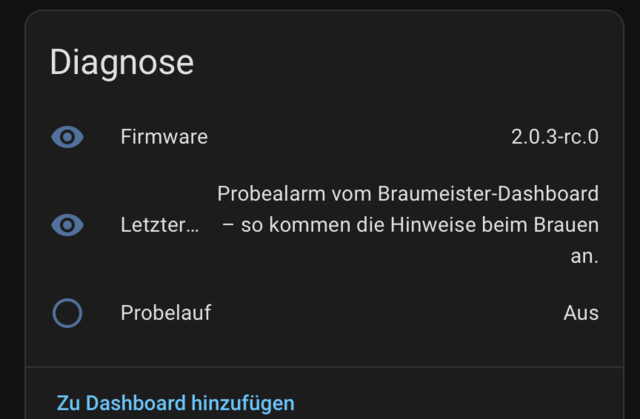 Diagnose
Firmware 2.0.3-rc.0
Letzter… Probealarm vom Braumeister-Dashboard
– so kommen die Hinweise beim Brauen
an.
Probelauf Aus
Zu Dashboard hinzufügen